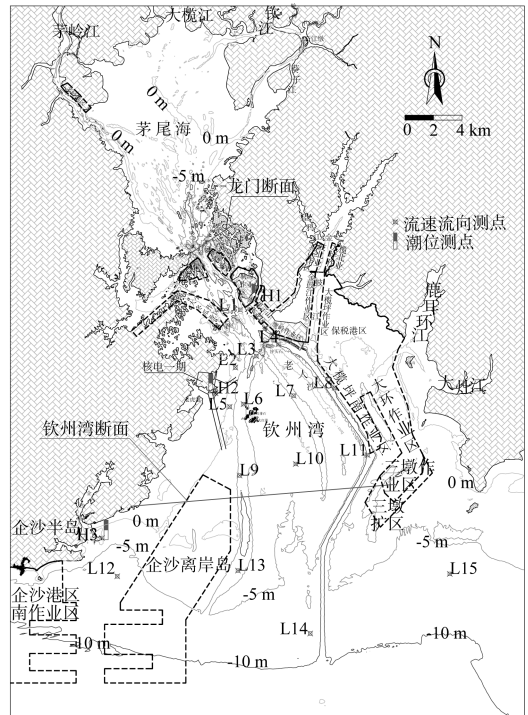 大榄江
钦江
茅岭江
N
0 m
0 2 4 km
茅尾海
0 m
0 m
-5 m
龙门断面
流速流向测点
潮位测点
鹿耳环江
H1
L1
保税港区
L4
核电一期
L3
L2
老人沙
L8
大榄坪南作业区
大环作业区
H2
L7
L5
L6
钦州湾断面
钦州湾
L11
L10
三墩作业区
L9
0 m
三墩扩区
0 m
企沙半岛
H3
-5 m
-5 m
企沙离岸岛
L13
L15
L12
企沙港区
南作业区
-5 m
L14
-10 m
-10 m
-10 m